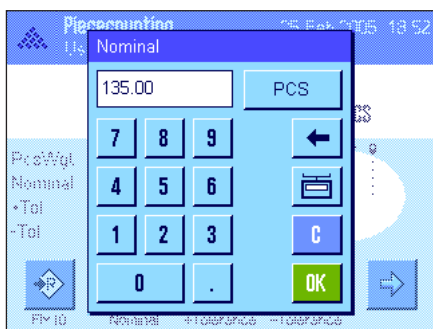 Piececounting 25 Feb 2005 18 52
Nominal
135.00 PCS
7 8 9
PcsWgt
Nominal 4 5 6
+Tol
-Tol
1 2 3 C
0 . OK
Nominal +Tolerance -Tolerance